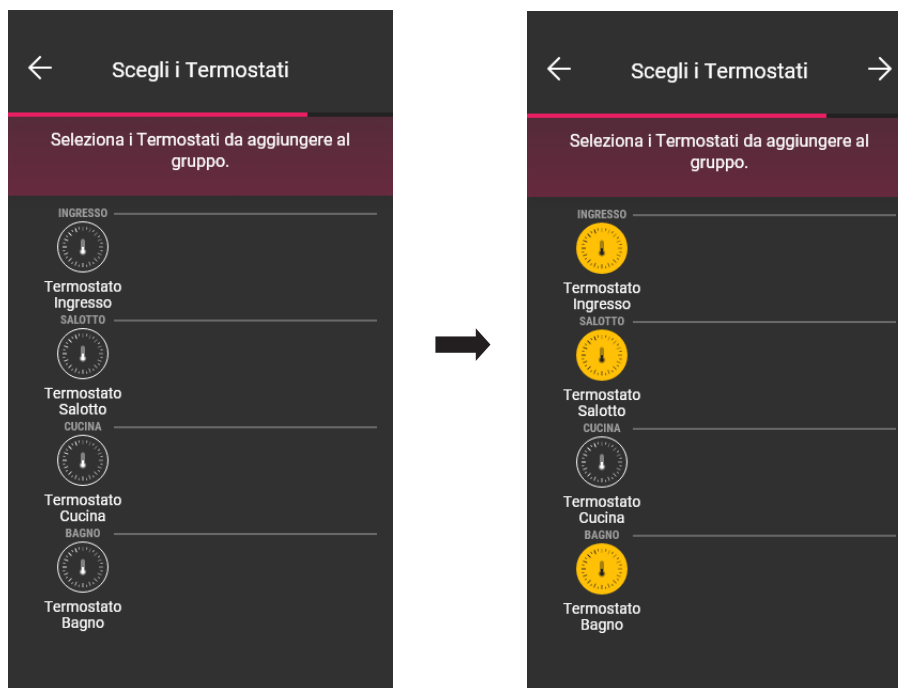 Scegli i Termostati
Seleziona i Termostati da aggiungere al
gruppo.
INGRESSO
Termostato
Ingresso
SALOTTO
Termostato
Salotto
CUCINA
Termostato
Cucina
BAGNO
Termostato
Bagno
Scegli i Termostati
Seleziona i Termostati da aggiungere al
gruppo.
INGRESSO
Termostato
Ingresso
SALOTTO
Termostato
Salotto
CUCINA
Termostato
Cucina
BAGNO
Termostato
Bagno